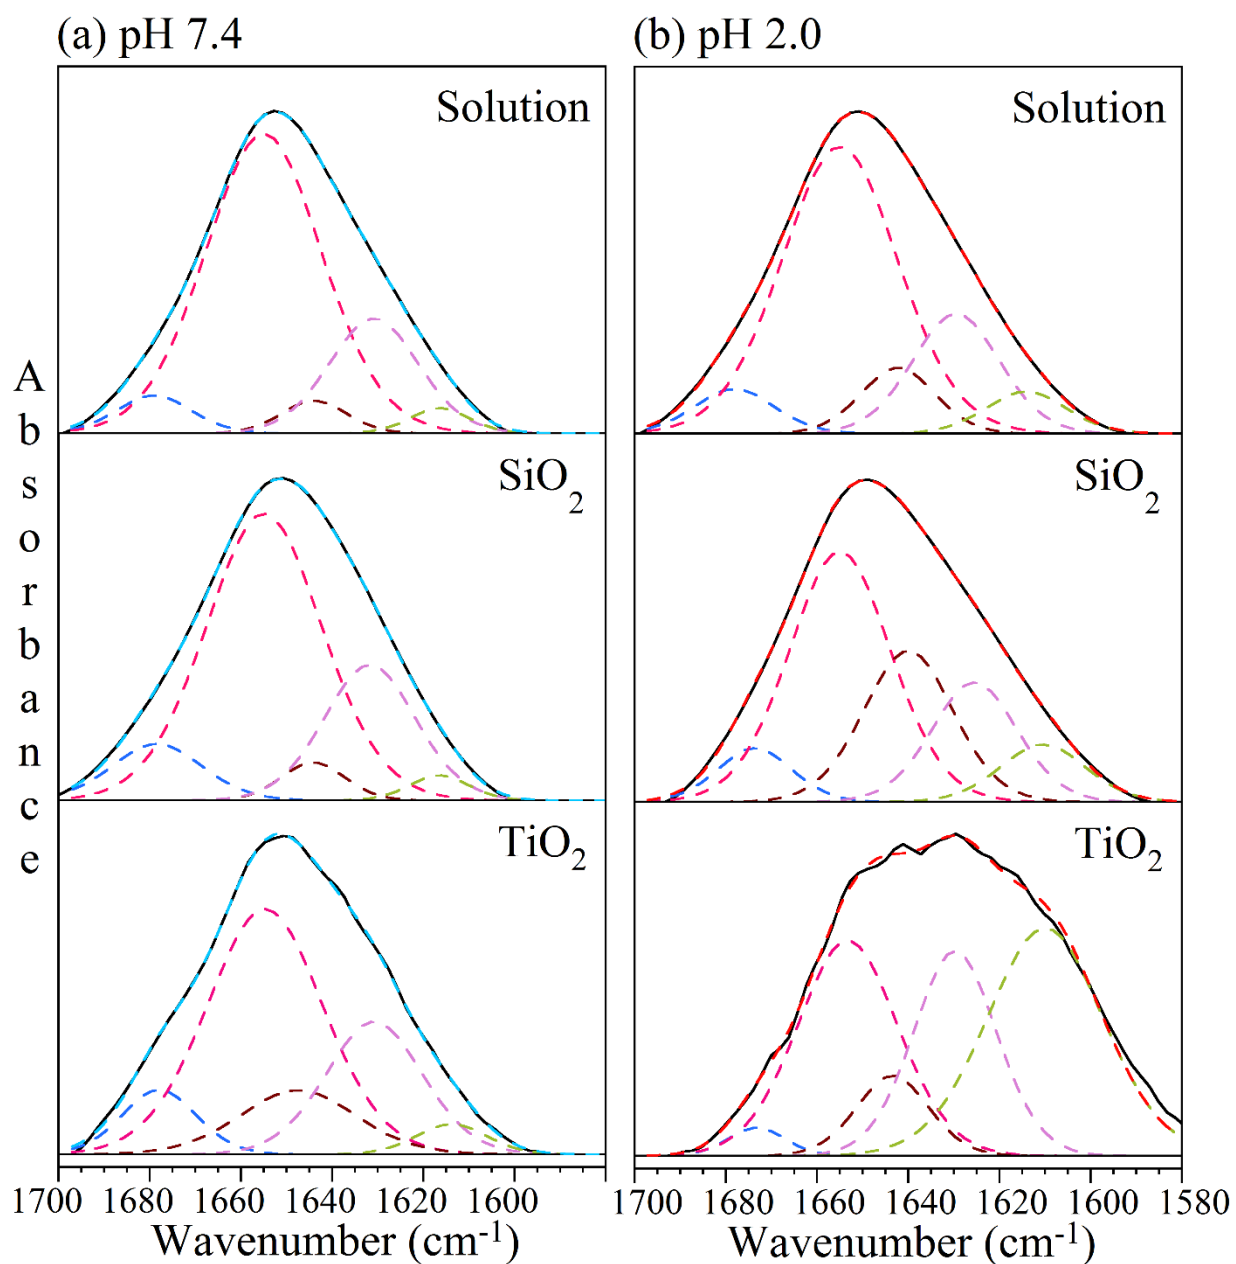 (a) pH 7.4
(b) pH 2.0
Solution
Solution
SiO₂
SiO₂
TiO₂
TiO₂
A
b
s
o
r
b
a
n
c
e
1700 1680 1660 1640 1620 1600
1700 1680 1660 1640 1620 1600 1580
Wavenumber (cm⁻¹)
Wavenumber (cm⁻¹)